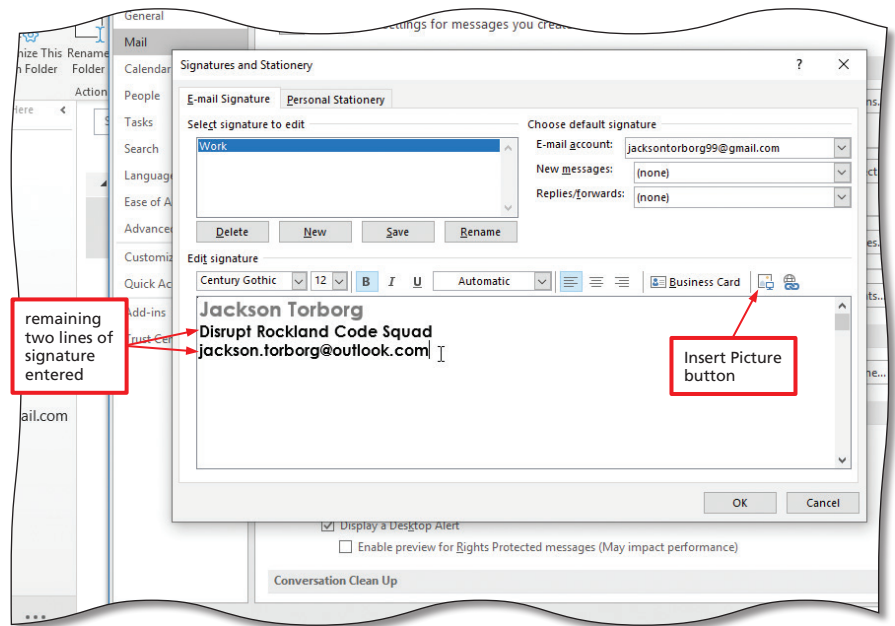 General
ettings for messages you crea
Mail
nize This Rename
n Folder Folder
Action
Here
Calendar
People
Tasks
Search
Language
Ease of A
Advanced
Customiz
Quick Ac
Add-ins
Trust Cen
ail.com
Signatures and Stationery
? ×
E-mail Signature Personal Stationery
Select signature to edit
Work
Delete New Save Rename
Choose default signature
E-mail account: jacksontorborg99@gmail.com
New messages: (none)
Replies/forwards: (none)
Edit signature
Century Gothic 12 B I U Automatic Business Card
Jackson Torborg
Disrupt Rockland Code Squad
jackson.torborg@outlook.com
remaining
two lines of
signature
entered
Insert Picture
button
OK Cancel
Display a Desktop Alert
Enable preview for Rights Protected messages (May impact performance)
Conversation Clean Up